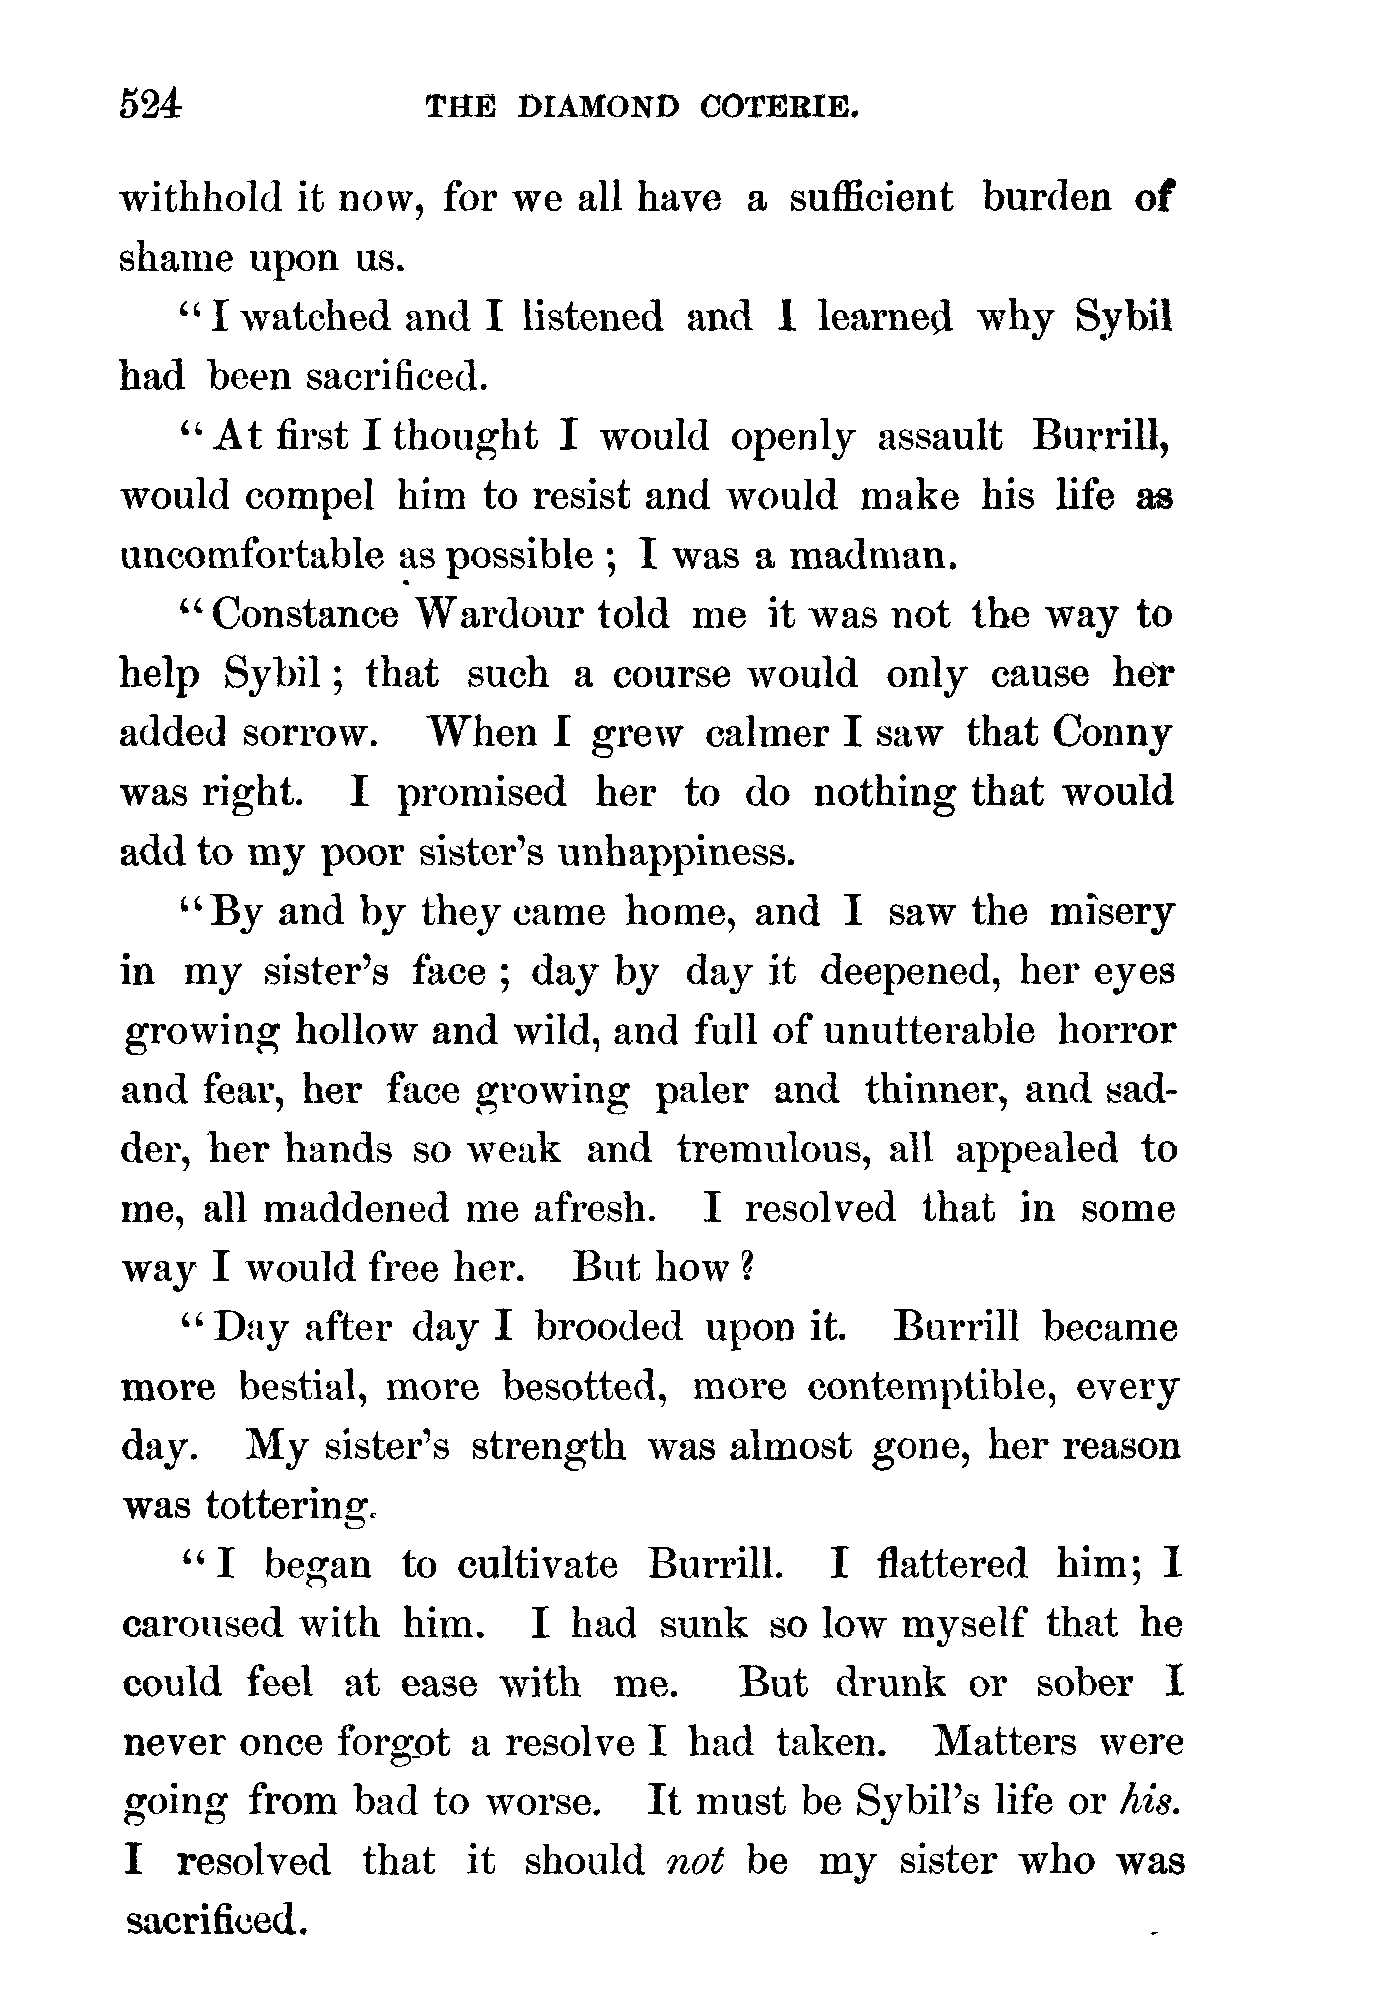 524 THE DIAMOND COTERIE.
withhold it now, for we all have a sufficient burden of
shame upon us.
“I watched and I listened and I learned why Sybil
had been sacrificed.
“At first I thought I would openly assault Burrill,
would compel him to resist and would make his life as
uncomfortable as possible ; I was a madman.
“Constance Wardour told me it was not the way to
help Sybil ; that such a course would only cause her
added sorrow. When I grew calmer I saw that Conny
was right. I promised her to do nothing that would
add to my poor sister’s unhappiness.
“By and by they came home, and I saw the misery
in my sister’s face ; day by day it deepened, her eyes
growing hollow and wild, and full of unutterable horror
and fear, her face growing paler and thinner, and sad-
der, her hands so weak and tremulous, all appealed to
me, all maddened me afresh. I resolved that in some
way I would free her. But how ?
“Day after day I brooded upon it. Burrill became
more bestial, more besotted, more contemptible, every
day. My sister’s strength was almost gone, her reason
was tottering.
“I began to cultivate Burrill. I flattered him; I
caroused with him. I had sunk so low myself that he
could feel at ease with me. But drunk or sober I
never once forgot a resolve I had taken. Matters were
going from bad to worse. It must be Sybil’s life or his.
I resolved that it should not be my sister who was
sacrificed.